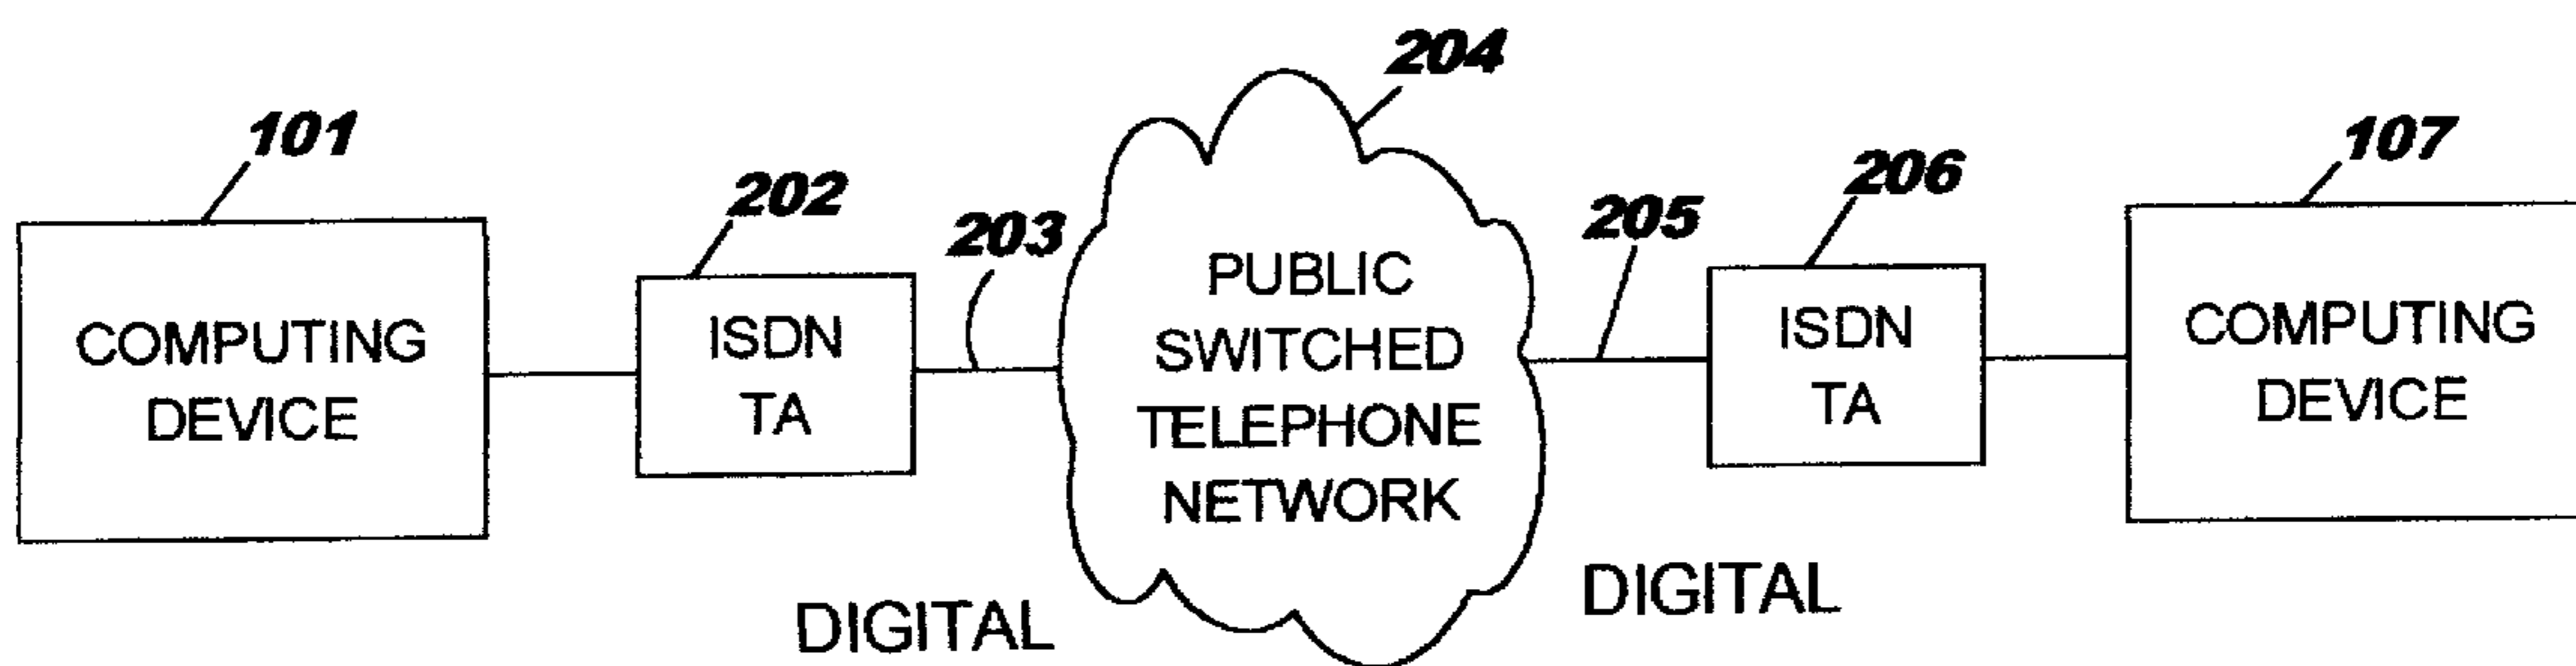 204
101
107
202
206
203
205
COMPUTING
DEVICE
ISDN
TA
PUBLIC
SWITCHED
TELEPHONE
NETWORK
ISDN
TA
COMPUTING
DEVICE
DIGITAL
DIGITAL